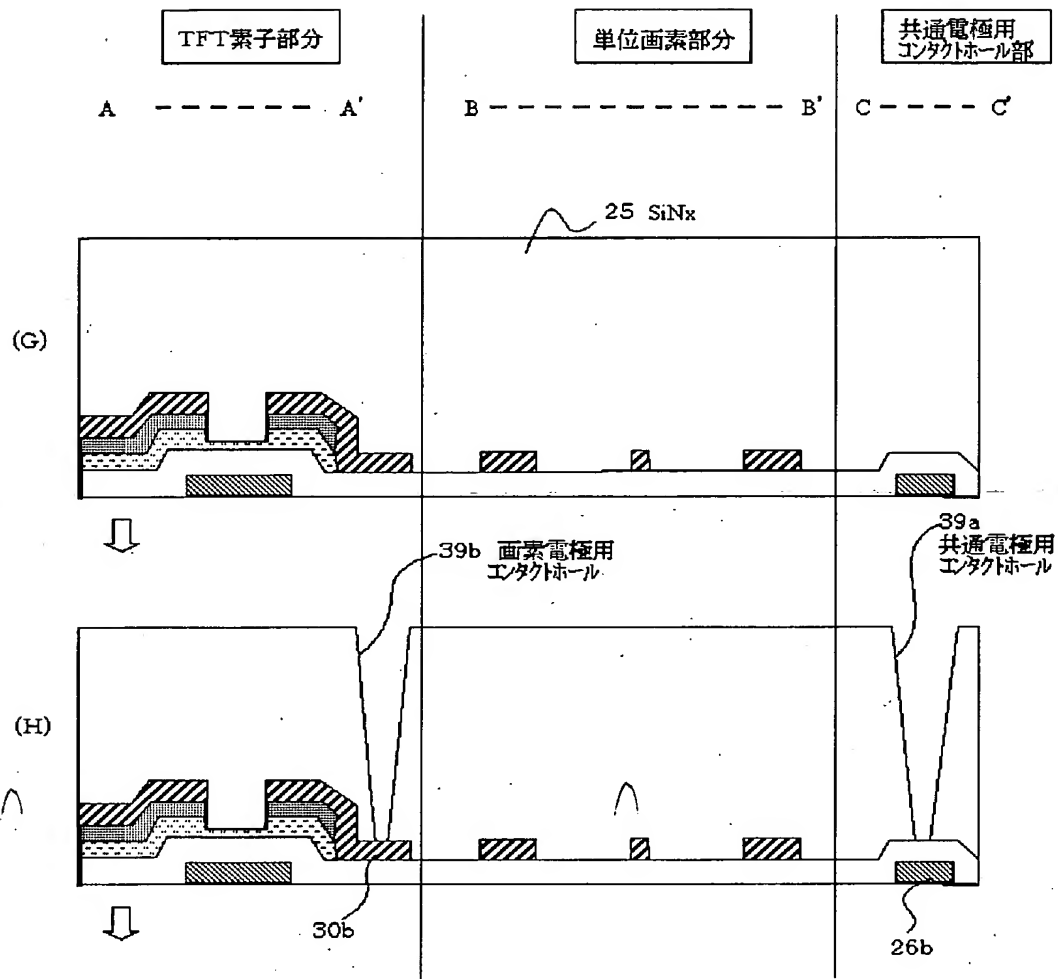 TFT素子部分
単位画素部分
共通電極用
コンタクトホール部
A A' B B' C C'
25 SiNx
(G)
39b 画素電極用
コンタクトホール
39a
共通電極用
コンタクトホール
(H)
30b
26b